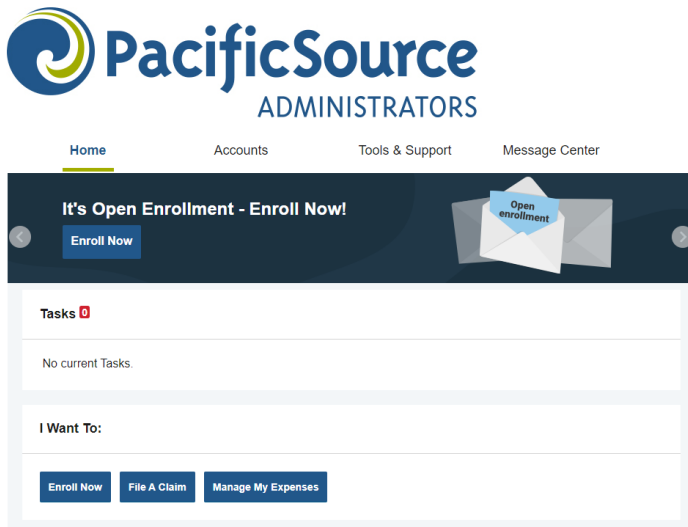 PacificSource
ADMINISTRATORS
Home Accounts Tools & Support Message Center
It's Open Enrollment - Enroll Now!
Enroll Now
Open
enrollment
Tasks 0
No current Tasks.
I Want To:
Enroll Now File A Claim Manage My Expenses